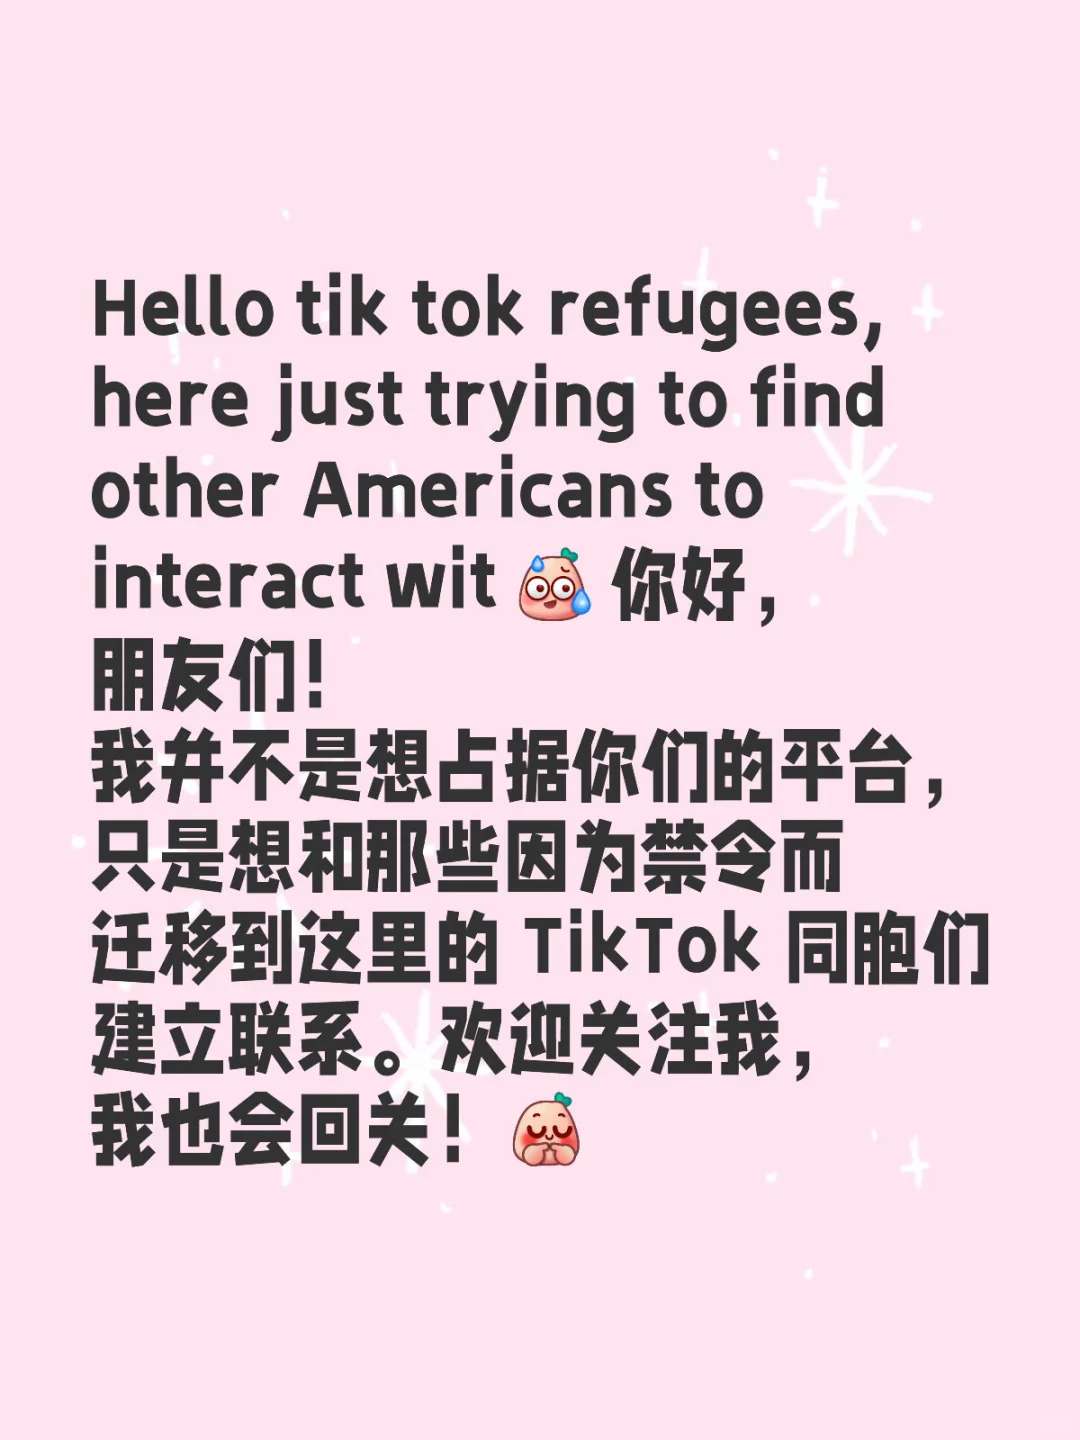 Hello tik tok refugees,
here just trying to find
other Americans to
interact wit 你好，
朋友们！
我并不是想占据你们的平台，
只是想和那些因为禁令而
迁移到这里的 TikTok 同胞们
建立联系。欢迎关注我，
我也会回关！